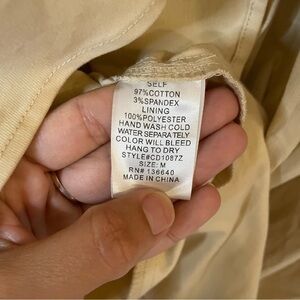 SELF
97%COTTON
3%SPANDEX
LINING
100%POLYESTER
HAND WASH COLD
WATER SEPARATELY
COLOR WILL BLEED
HANG TO DRY
STYLE#CD1087Z
SIZE: M
RN# 136640
MADE IN CHINA